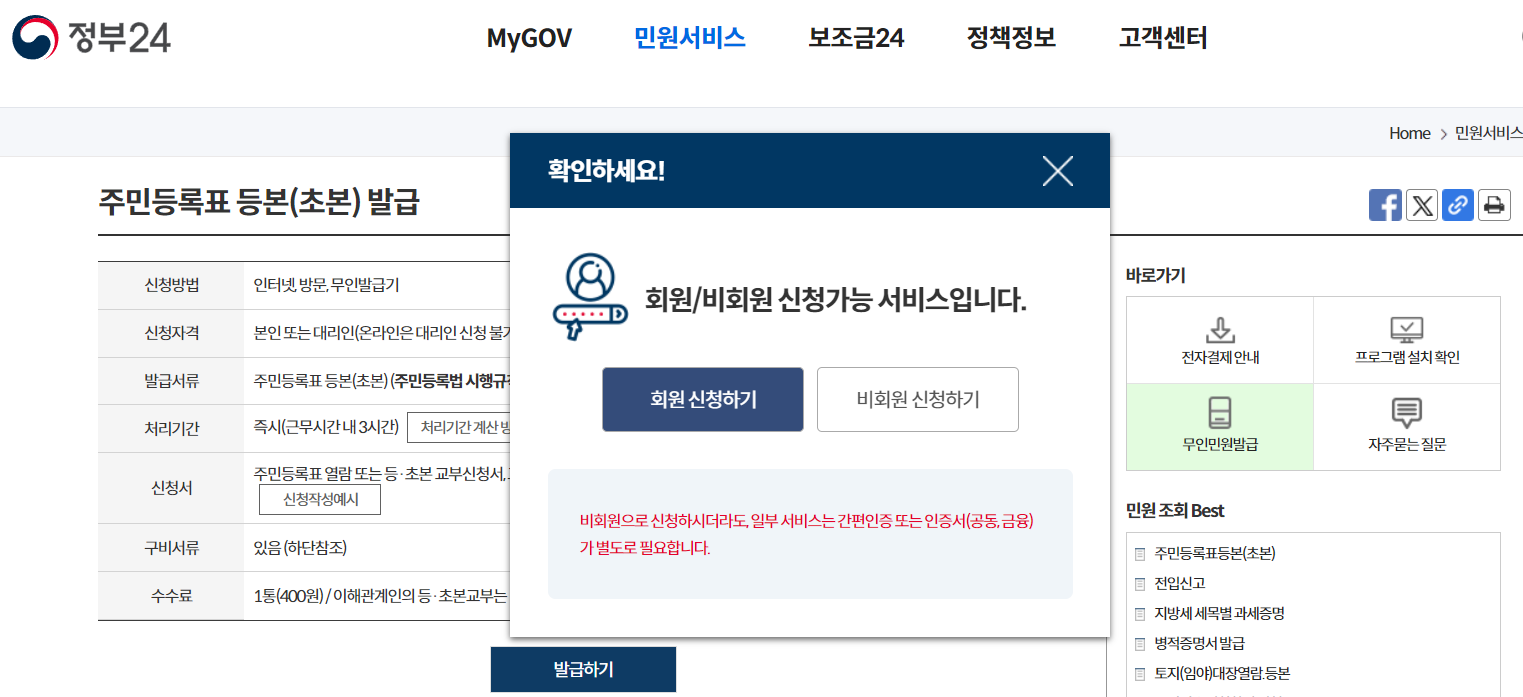 정부24
MyGOV
민원서비스
보조금24
정책정보
고객센터
Home > 민원서비스
주민등록표 등본(초본) 발급
신청방법
인터넷, 방문, 무인발급기
신청자격
본인 또는 대리인(온라인은 대리인 신청
발급서류
주민등록표 등본(초본) (주민등록법
처리기간
즉시(근무시간 내 3시간)
처리기간 계산
신청서
주민등록표 열람 또는 등·초본 교부신청서,
신청작성예시
구비서류
있음 (하단참조)
수수료
1통(400원) / 이해관계인의 등·초본교부는
발급하기
확인하세요!
회원/비회원 신청가능 서비스입니다.
회원 신청하기
비회원 신청하기
비회원으로 신청하시더라도, 일부 서비스는 간편인증 또는 인증서(공동, 금융)
가 별도로 필요합니다.
바로가기
전자결제 안내
프로그램 설치 확인
무인민원발급
자주묻는 질문
민원 조회 Best
주민등록표등본(초본)
전입신고
지방세 세목별 과세증명
병적증명서 발급
토지(임야)대장열람.등본